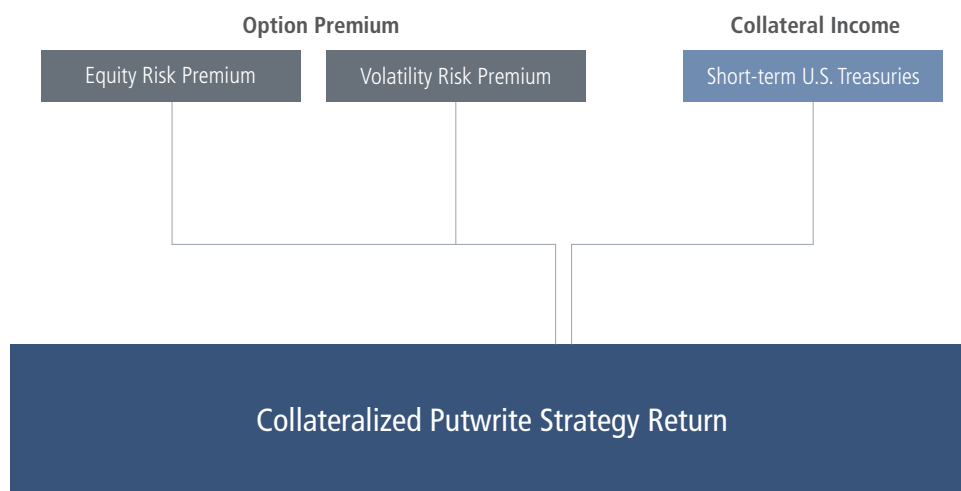 Option Premium
Collateral Income
Equity Risk Premium
Volatility Risk Premium
Short-term U.S. Treasuries
Collateralized Putwrite Strategy Return